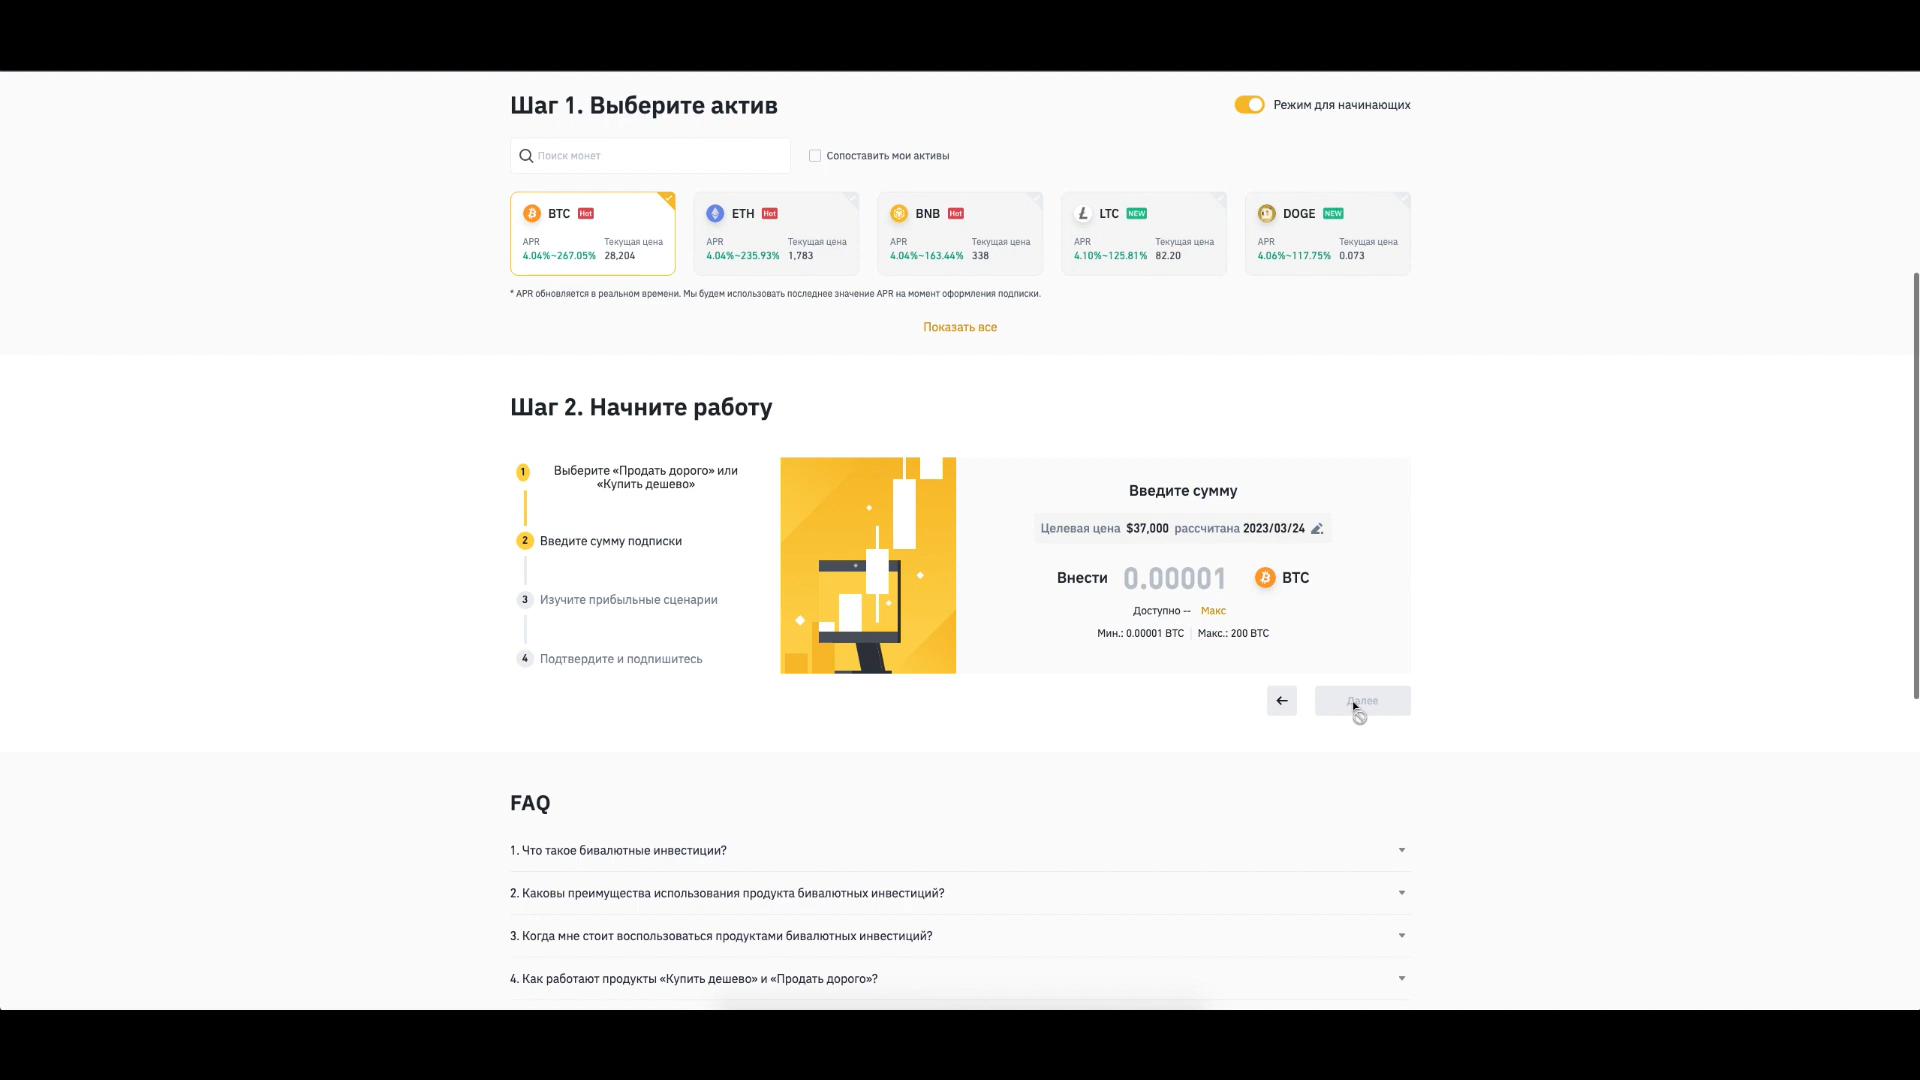 Шаг 1. Выберите актив
Режим для начинающих
Поиск монет
Сопоставить мои активы
BTC Hot
APR Текущая цена
4.04%~267.05% 28,204
ETH Hot
APR Текущая цена
4.04%~235.93% 1,783
BNB Hot
APR Текущая цена
4.04%~163.44% 338
LTC NEW
APR Текущая цена
4.10%~125.81% 82.20
DOGE NEW
APR Текущая цена
4.06%~117.75% 0.073
* APR обновляется в реальном времени. Мы будем использовать последнее значение APR на момент оформления подписки.
Показать все
Шаг 2. Начните работу
1 Выберите «Продать дорого» или
«Купить дешево»
2 Введите сумму подписки
3 Изучите прибыльные сценарии
4 Подтвердите и подпишитесь
Введите сумму
Целевая цена $37,000 рассчитана 2023/03/24
Внести 0.00001 BTC
Доступно -- Макс
Мин.: 0.00001 BTC Макс.: 200 BTC
Далее
FAQ
1. Что такое бивалютные инвестиции?
2. Каковы преимущества использования продукта бивалютных инвестиций?
3. Когда мне стоит воспользоваться продуктами бивалютных инвестиций?
4. Как работают продукты «Купить дешево» и «Продать дорого»?